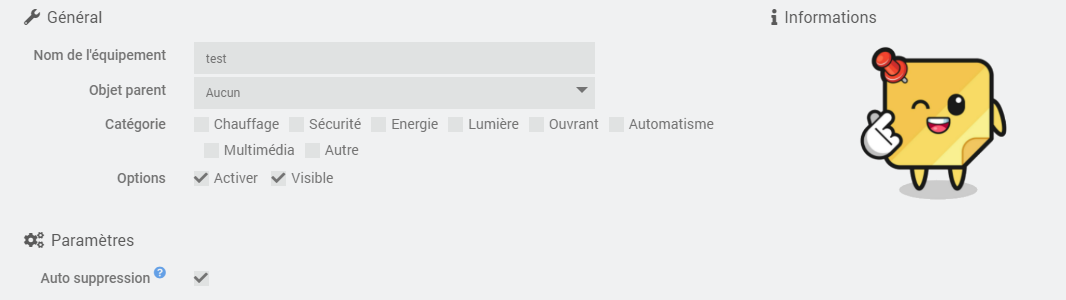 Général
Informations
Nom de l'équipement test
Objet parent Aucun
Catégorie Chauffage Sécurité Energie Lumière Ouvrant Automatisme
Multimédia Autre
Options Activer Visible
Paramètres
Auto suppression ?